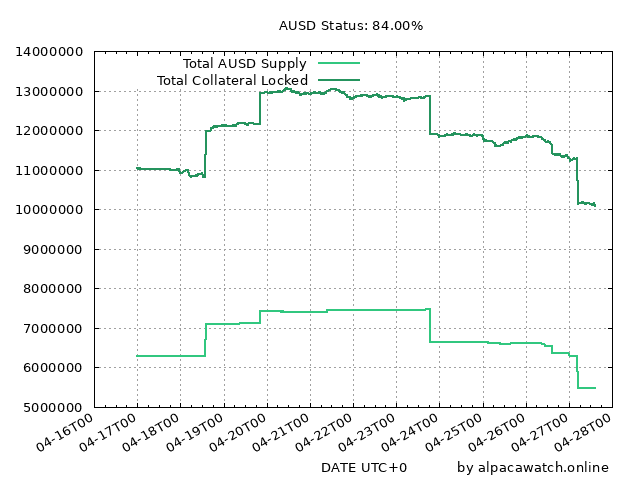 AUSD Status: 84.00%
14000000
Total AUSD Supply
Total Collateral Locked
13000000
12000000
11000000
10000000
9000000
8000000
7000000
6000000
5000000
04-16T00
04-17T00
04-18T00
04-19T00
04-20T00
04-21T00
04-22T00
04-23T00
04-24T00
04-25T00
04-26T00
04-27T00
04-28T00
DATE UTC+0
by alpacawatch.online